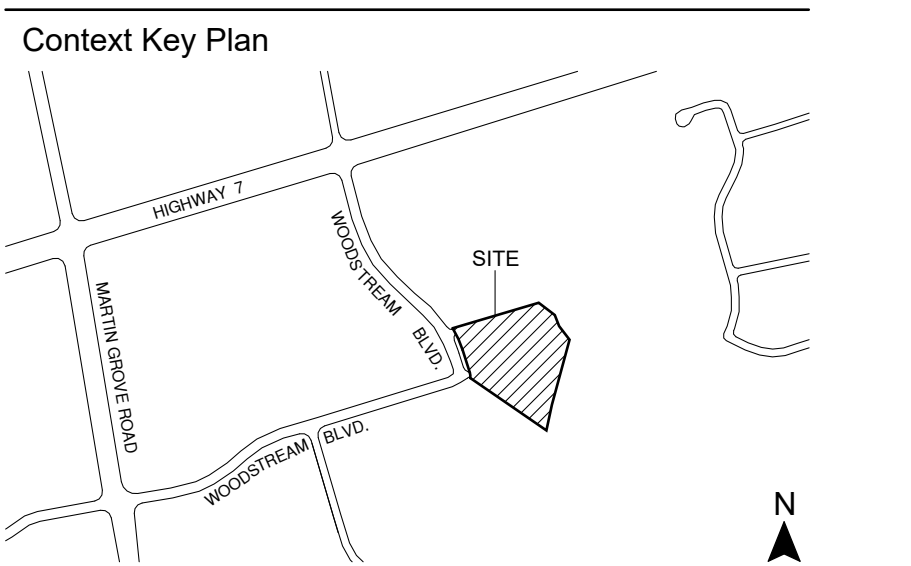 Context Key Plan
HIGHWAY 7
WOODSTREAM
BLVD.
SITE
MARTIN GROVE ROAD
WOODSTREAM
BLVD.
N